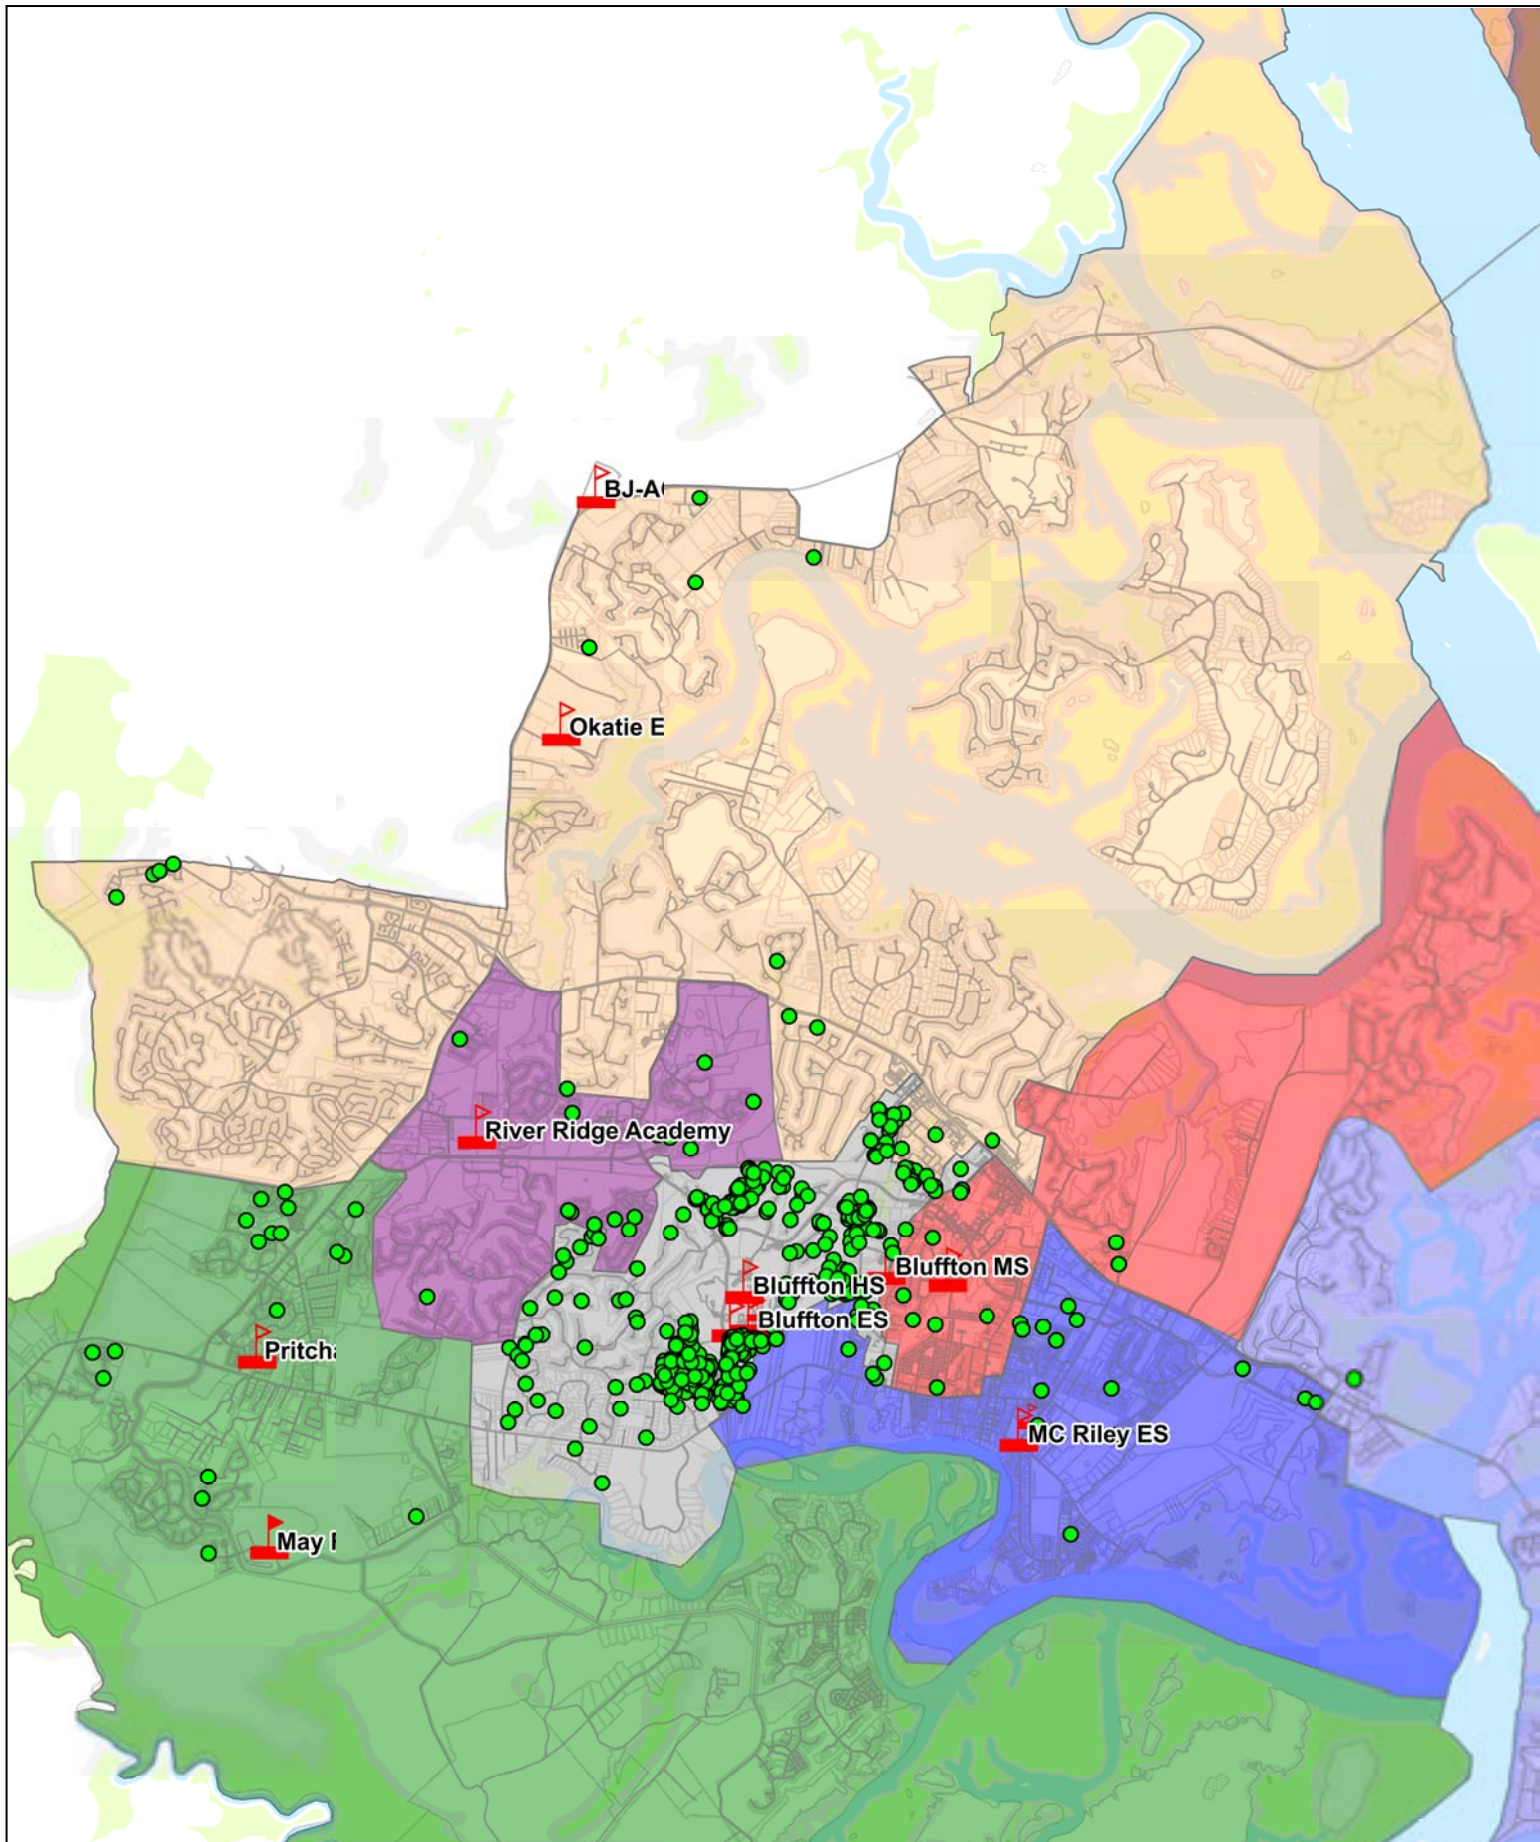 BJ-A
Okatie E
River Ridge Academy
Bluffton MS
Bluffton HS
Bluffton ES
Pritch
MC Riley ES
May